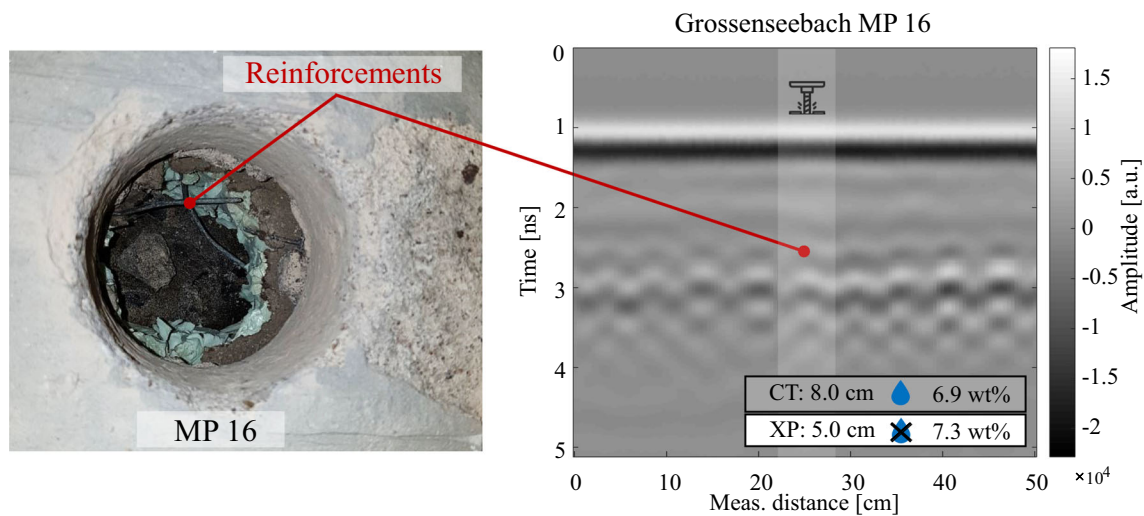 Grossenseebach MP 16
Reinforcements
MP 16
0
1
2
3
4
5
Time [ns]
CT: 8.0 cm 6.9 wt%
XP: 5.0 cm 7.3 wt%
0 10 20 30 40 50
Meas. distance [cm]
1.5
1
0.5
0
-0.5
-1
-1.5
-2
×10⁴
Amplitude [a.u.]